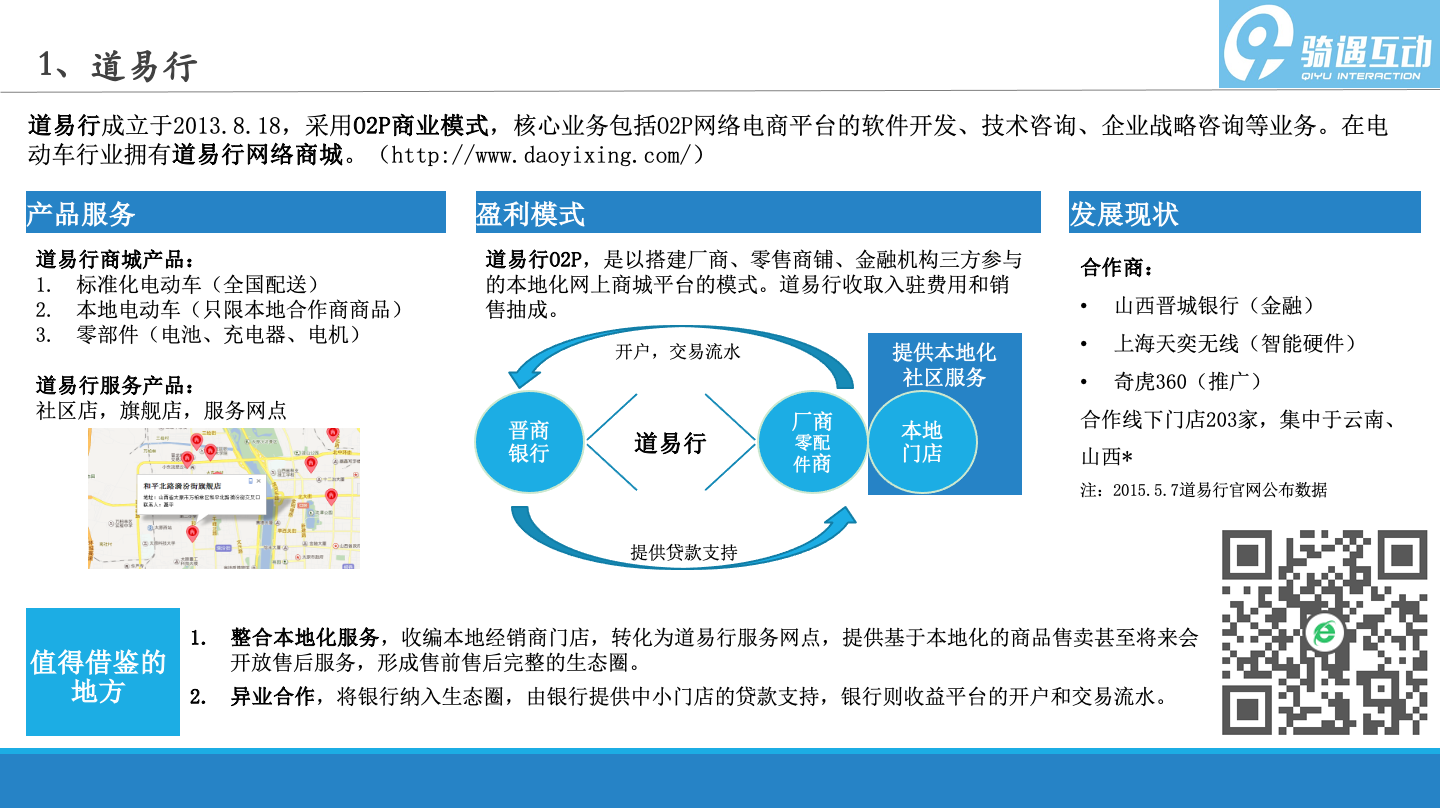 1、道易行
骑遇互动
QIYU INTERACTION
道易行成立于2013.8.18，采用O2P商业模式，核心业务包括O2P网络电商平台的软件开发、技术咨询、企业战略咨询等业务。在电
动车行业拥有道易行网络商城。（http://www.daoyixing.com/）
产品服务
道易行商城产品：
1. 标准化电动车（全国配送）
2. 本地电动车（只限本地合作商商品）
3. 零部件（电池、充电器、电机）
道易行服务产品：
社区店，旗舰店，服务网点
和平北路漪汾街旗舰店
盈利模式
道易行O2P，是以搭建厂商、零售商铺、金融机构三方参与
的本地化网上商城平台的模式。道易行收取入驻费用和销
售抽成。
开户，交易流水
提供本地化
社区服务
晋商
银行
道易行
厂商
零配
件商
本地
门店
提供贷款支持
发展现状
合作商：
• 山西晋城银行（金融）
• 上海天奕无线（智能硬件）
• 奇虎360（推广）
合作线下门店203家，集中于云南、
山西*
注：2015.5.7道易行官网公布数据
值得借鉴的
地方
1. 整合本地化服务，收编本地经销商门店，转化为道易行服务网点，提供基于本地化的商品售卖甚至将来会
开放售后服务，形成售前售后完整的生态圈。
2. 异业合作，将银行纳入生态圈，由银行提供中小门店的贷款支持，银行则收益平台的开户和交易流水。